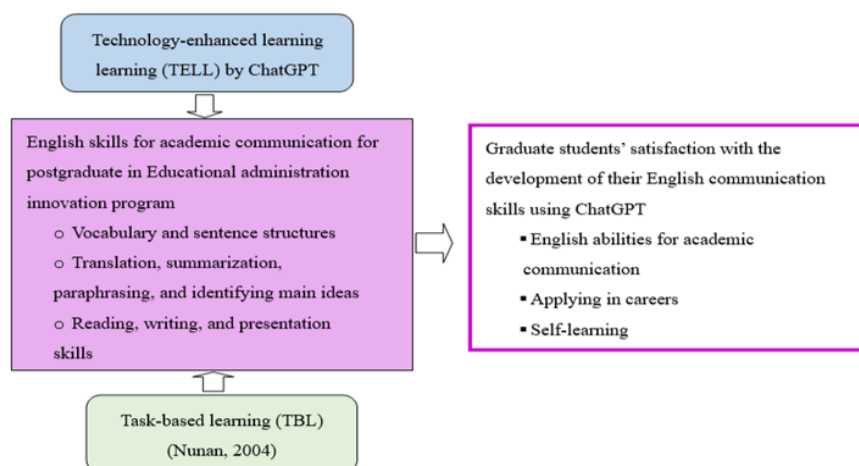 Technology-enhanced learning
learning (TELL) by ChatGPT
English skills for academic communication for
postgraduate in Educational administration
innovation program
o Vocabulary and sentence structures
o Translation, summarization,
paraphrasing, and identifying main ideas
o Reading, writing, and presentation
skills
Graduate students' satisfaction with the
development of their English communication
skills using ChatGPT
▪ English abilities for academic
communication
▪ Applying in careers
▪ Self-learning
Task-based learning (TBL)
(Nunan, 2004)